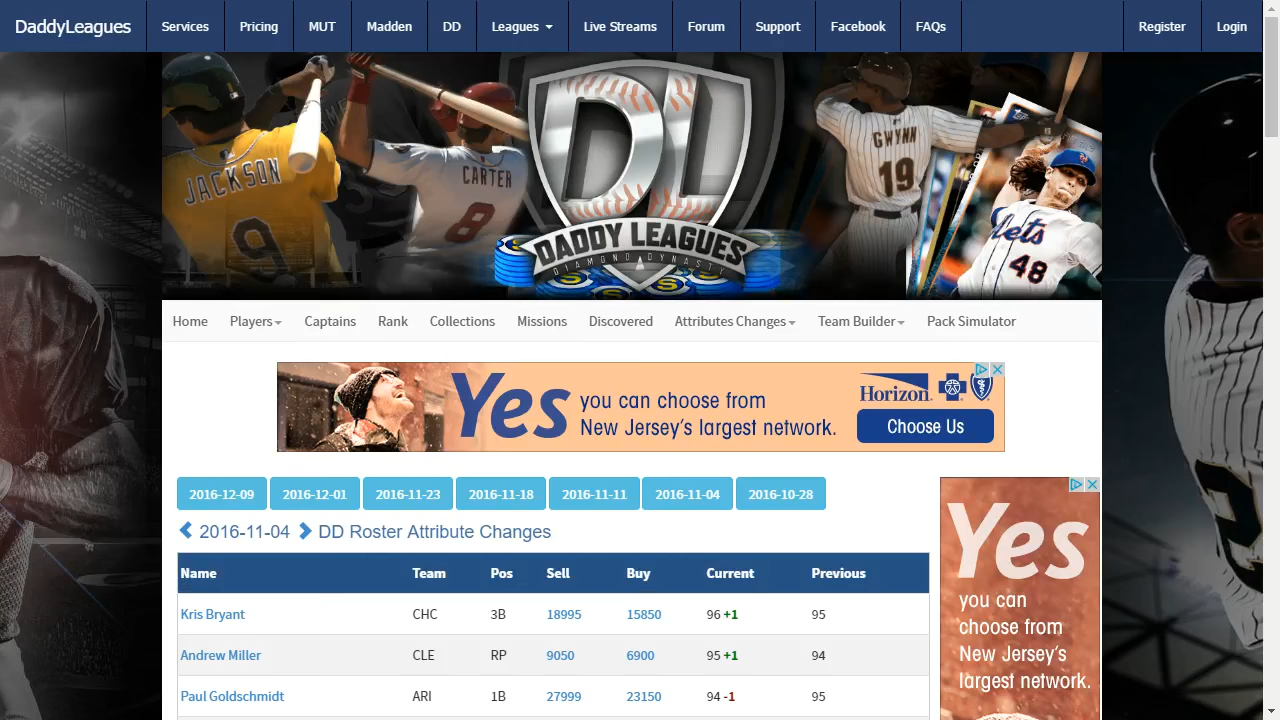 DaddyLeagues Services Pricing MUT Madden DD Leagues Live Streams Forum Support Facebook FAQs Register Login
JACKSON
9
CARTER
8
DD
DADDY LEAGUES
DIAMOND DYNASTY
GWYNN
19
Mets
48
Home Players Captains Rank Collections Missions Discovered Attributes Changes Team Builder Pack Simulator
Yes you can choose from
New Jersey's largest network.
Horizon
Choose Us
2016-12-09 2016-12-01 2016-11-23 2016-11-18 2016-11-11 2016-11-04 2016-10-28
2016-11-04 DD Roster Attribute Changes
Name Team Pos Sell Buy Current Previous
Kris Bryant CHC 3B 18995 15850 96 +1 95
Andrew Miller CLE RP 9050 6900 95 +1 94
Paul Goldschmidt ARI 1B 27999 23150 94 -1 95
Yes
you can
choose from
New Jersey's
largest network.